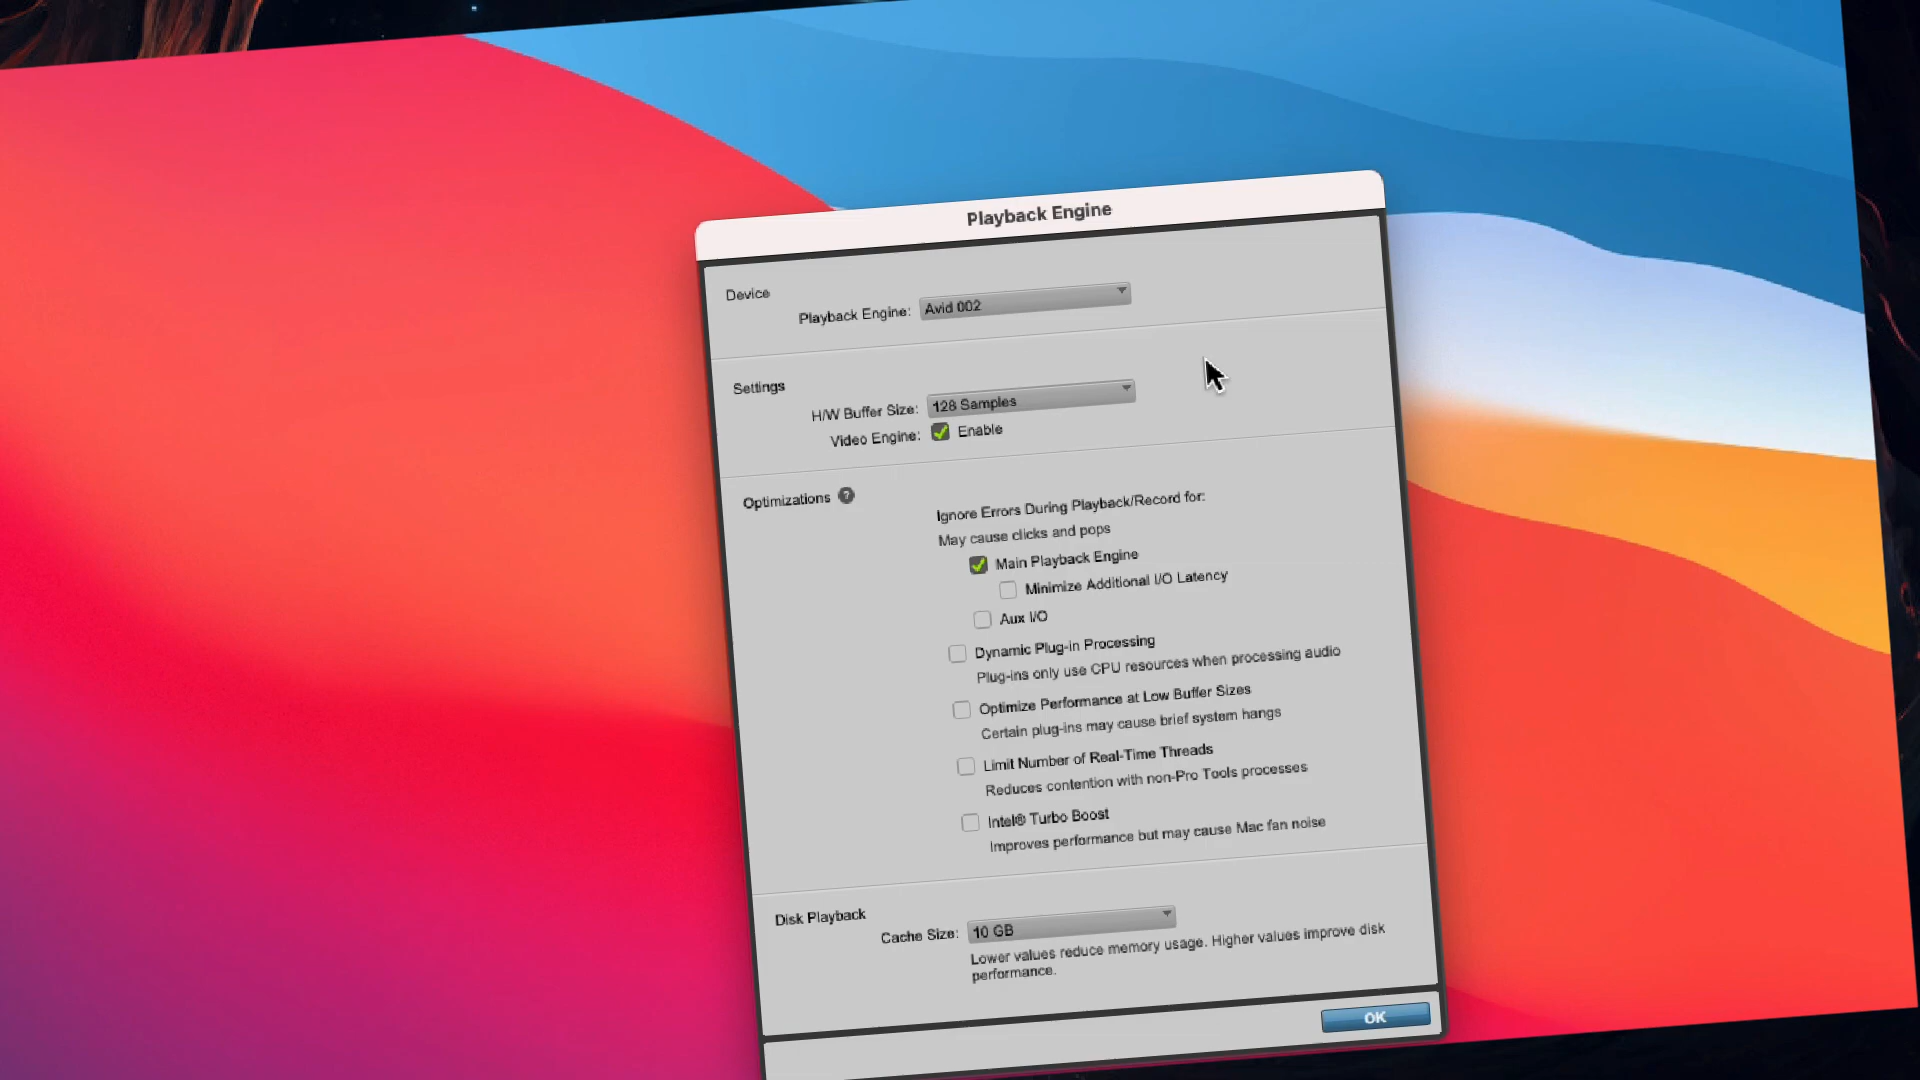 Playback Engine
Device
Playback Engine: Avid 002
Settings
H/W Buffer Size: 128 Samples
Video Engine: Enable
Optimizations ?
Ignore Errors During Playback/Record for:
May cause clicks and pops
Main Playback Engine
Minimize Additional I/O Latency
Aux I/O
Dynamic Plug-in Processing
Plug-ins only use CPU resources when processing audio
Optimize Performance at Low Buffer Sizes
Certain plug-ins may cause brief system hangs
Limit Number of Real-Time Threads
Reduces contention with non-Pro Tools processes
Intel® Turbo Boost
Improves performance but may cause Mac fan noise
Disk Playback
Cache Size: 10 GB
Lower values reduce memory usage. Higher values improve disk
performance.
OK